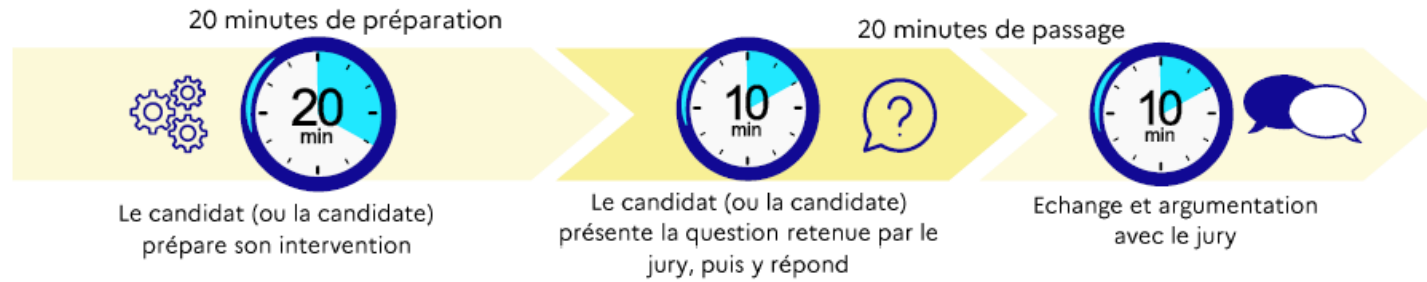 20 minutes de préparation
20 minutes de passage
20
min
10
min
?
10
min
Le candidat (ou la candidate)
prépare son intervention
Le candidat (ou la candidate)
présente la question retenue par le
jury, puis y répond
Echange et argumentation
avec le jury